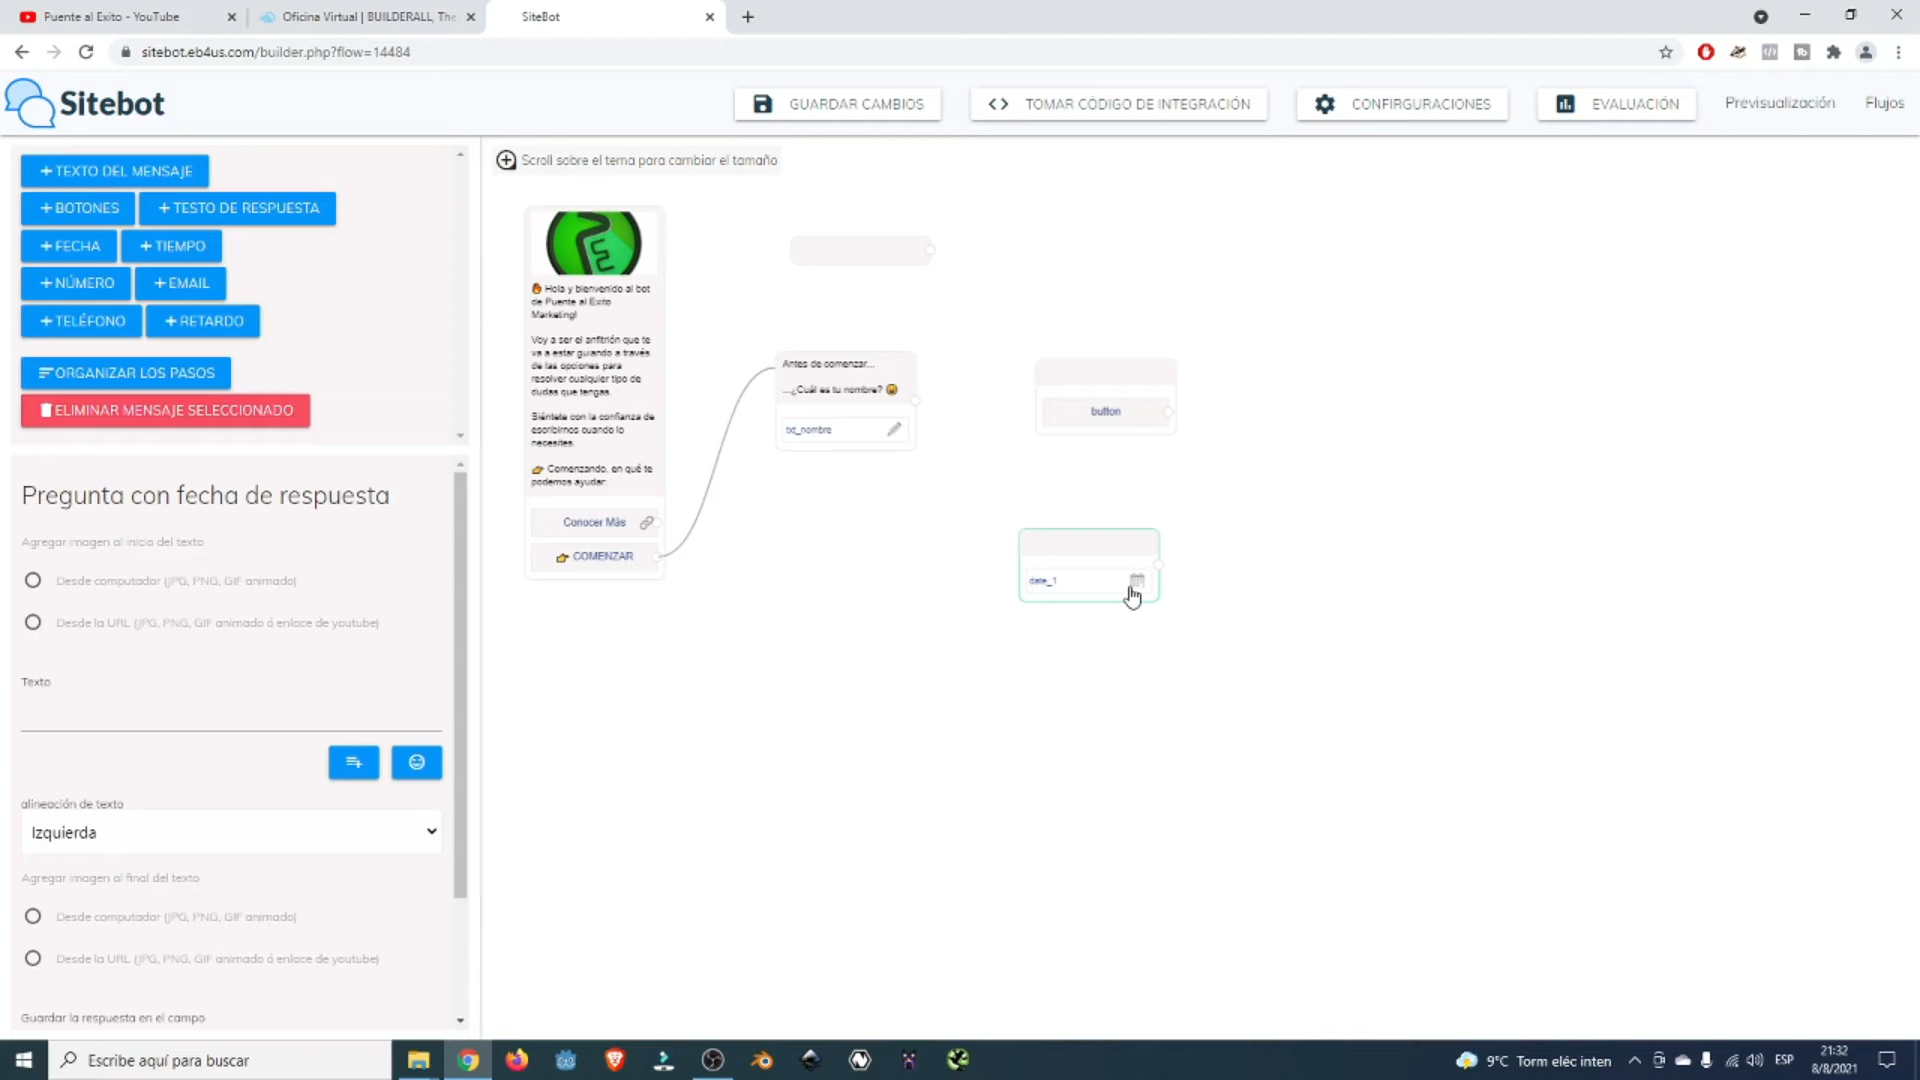 Puente al Exito - YouTube
Oficina Virtual | BUILDERALL, The
SiteBot
sitebot.eb4us.com/builder.php?flow=14484
Sitebot
GUARDAR CAMBIOS
TOMAR CÓDIGO DE INTEGRACIÓN
CONFIRGURACIONES
EVALUACIÓN
Previsualización
Flujos
+ TEXTO DEL MENSAJE
+ BOTONES
+ TESTO DE RESPUESTA
+ FECHA
+ TIEMPO
+ NÚMERO
+ EMAIL
+ TELÉFONO
+ RETARDO
ORGANIZAR LOS PASOS
ELIMINAR MENSAJE SELECCIONADO
Pregunta con fecha de respuesta
Agregar imagen al inicio del texto
Desde computador (JPG, PNG, GIF animado)
Desde la URL (JPG, PNG, GIF animado ó enlace de youtube)
Texto
alineación de texto
Izquierda
Agregar imagen al final del texto
Desde computador (JPG, PNG, GIF animado)
Desde la URL (JPG, PNG, GIF animado ó enlace de youtube)
Guardar la respuesta en el campo
Scroll sobre el tema para cambiar el tamaño
🔥 Hola y bienvenido al bot
de Puente al Exito
Marketing!
Voy a ser el anfitrión que te
va a estar guiando a través
de las opciones para
resolver cualquier tipo de
dudas que tengas.
Siéntete con la confianza de
escribirnos cuando lo
necesites.
👉 Comenzando, en qué te
podemos ayudar:
Conocer Más
👉 COMENZAR
Antes de comenzar...
...¿Cuál es tu nombre? 😀
txt_nombre
button
date_1
Escribe aquí para buscar
9°C Torm eléc inten
ESP
21:32
8/8/2021